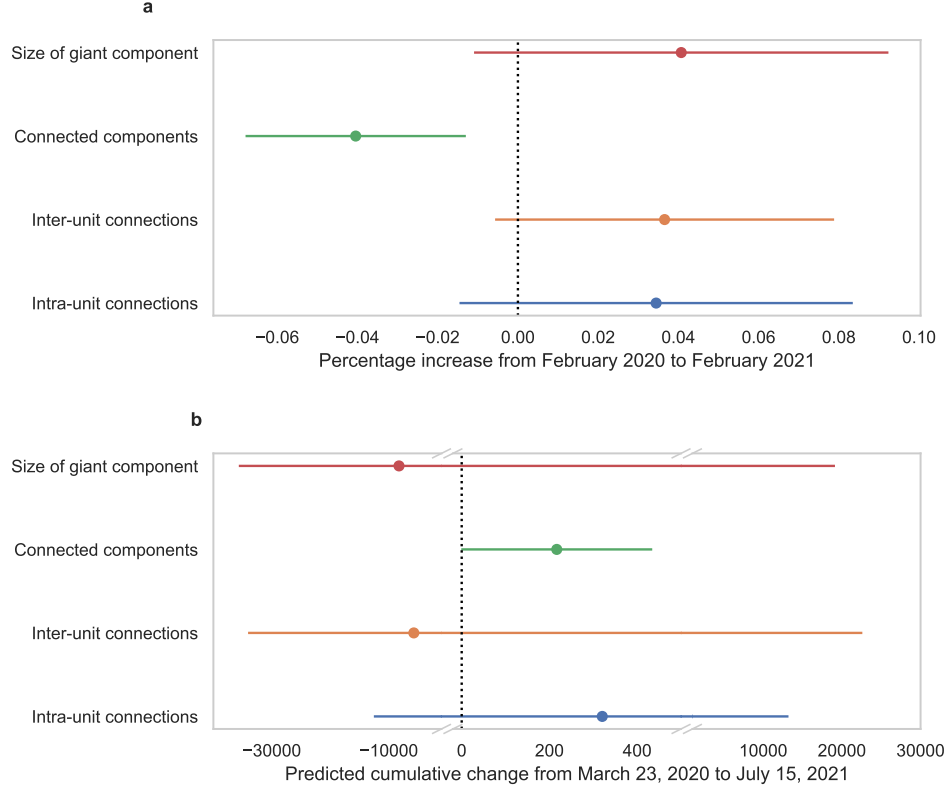 a
Size of giant component
Connected components
Inter-unit connections
Intra-unit connections
−0.06 −0.04 −0.02 0.00 0.02 0.04 0.06 0.08 0.10
Percentage increase from February 2020 to February 2021
b
Size of giant component
Connected components
Inter-unit connections
Intra-unit connections
−30000 −10000 0 200 400 10000 20000 30000
Predicted cumulative change from March 23, 2020 to July 15, 2021